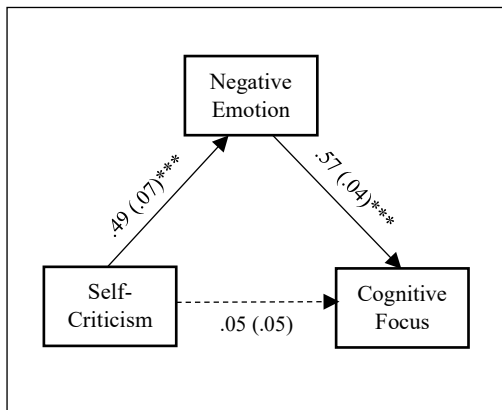 Negative
Emotion
.49 (.07)***
.57 (.04)***
Self-
Criticism
.05 (.05)
Cognitive
Focus